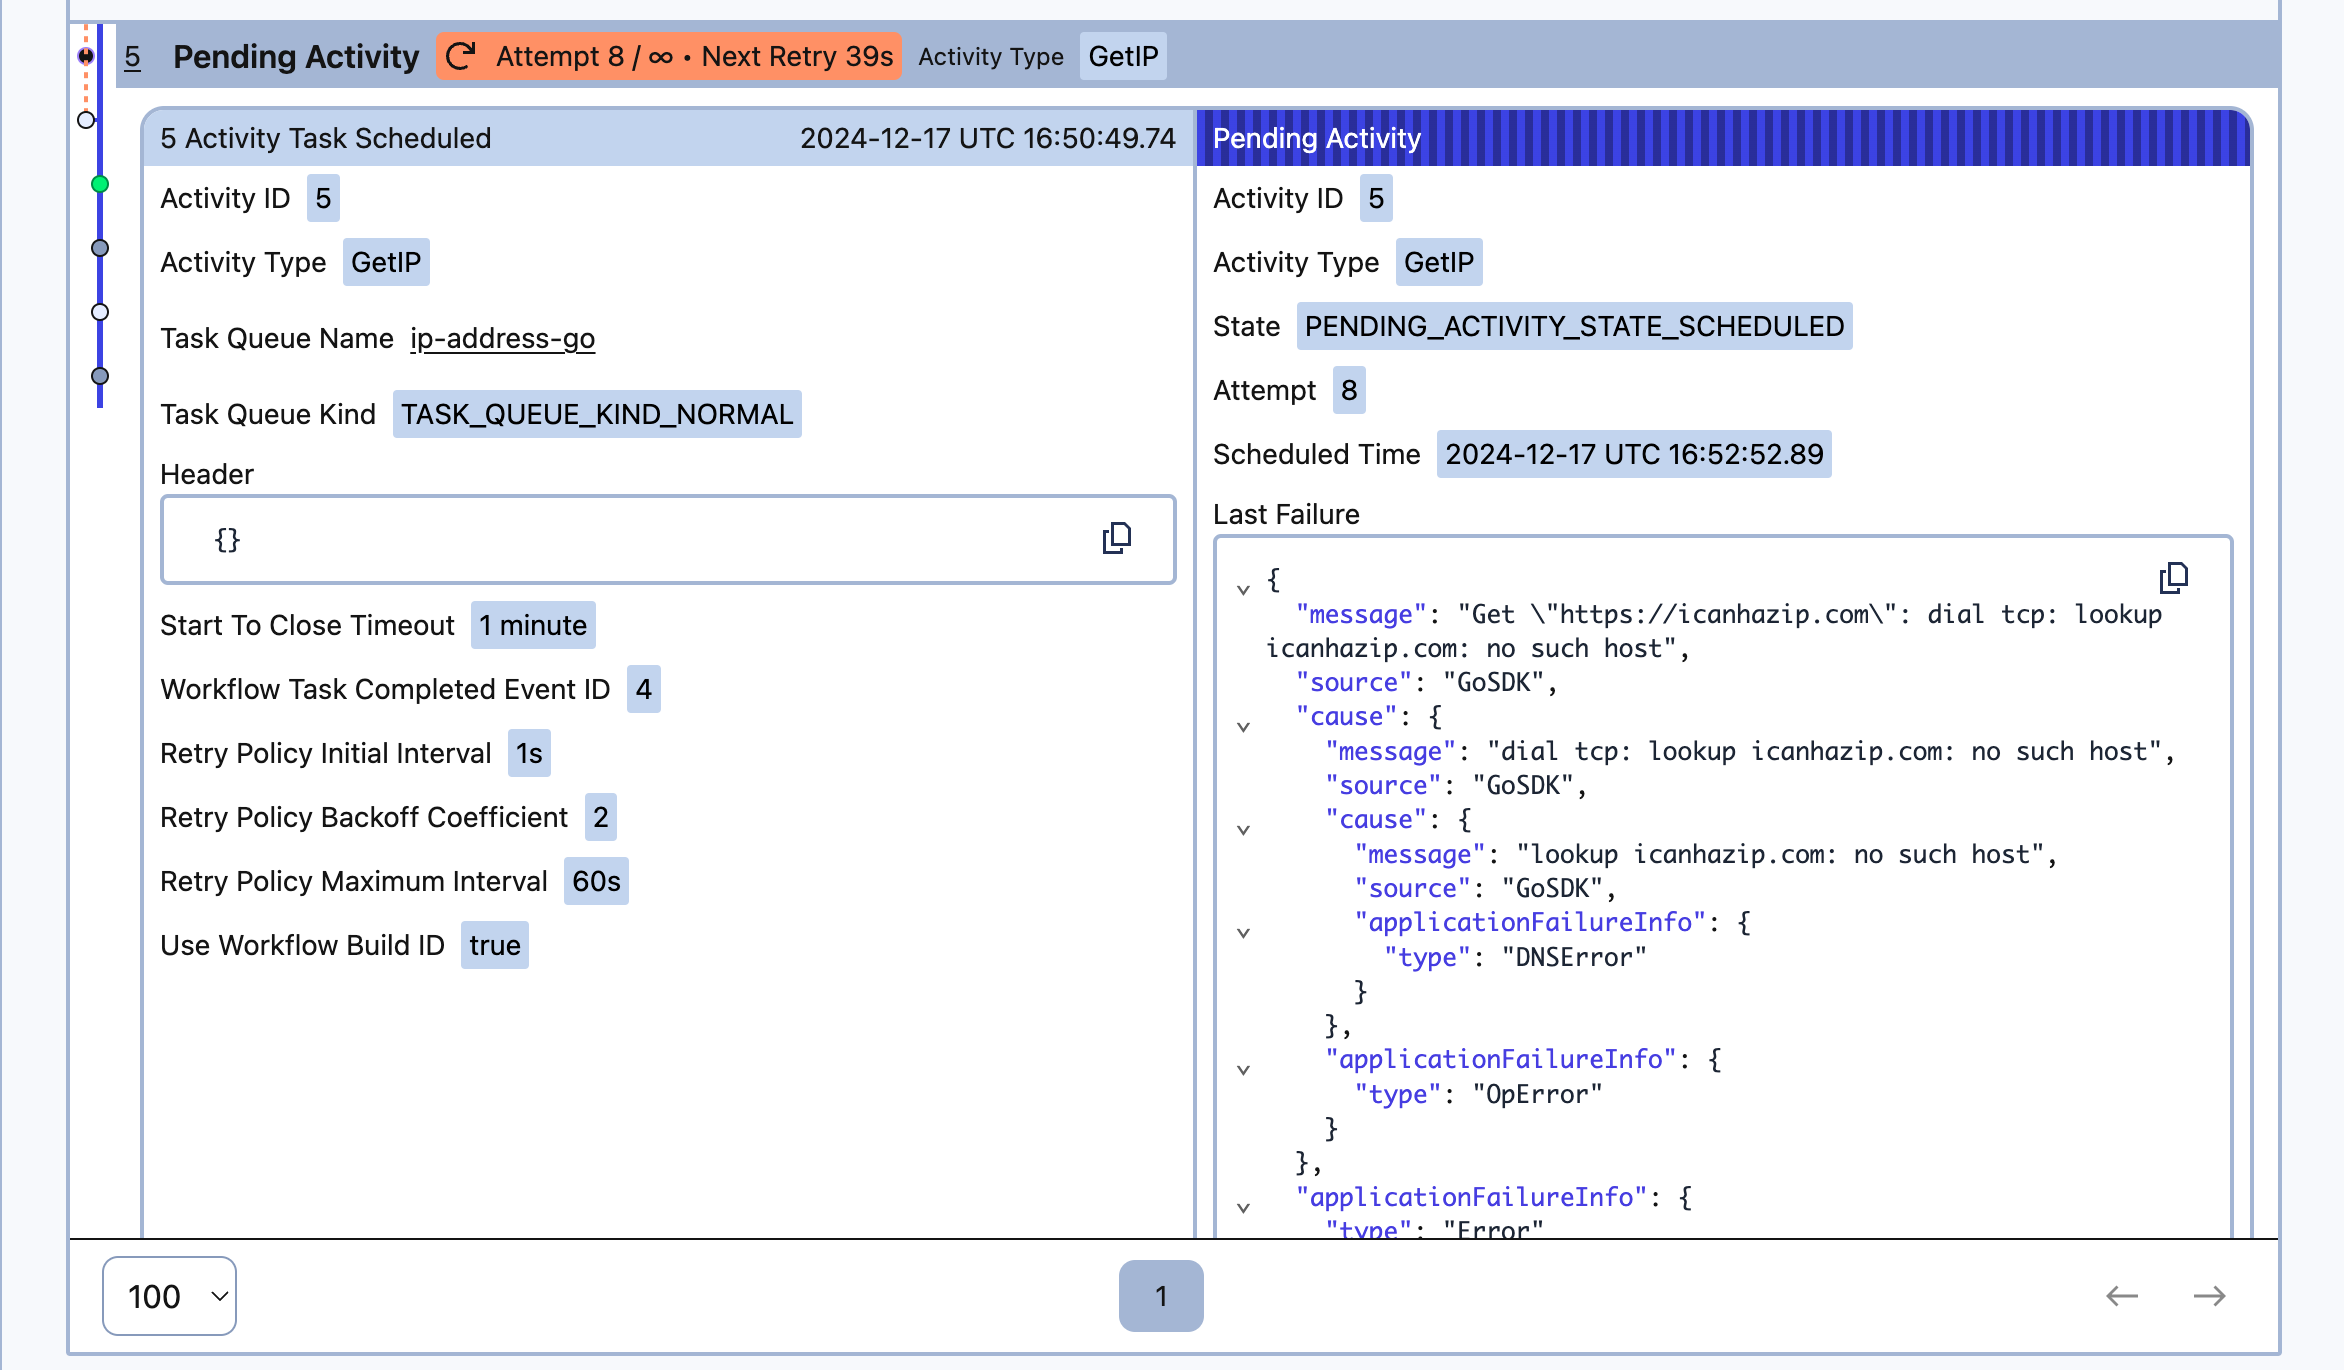 5 Pending Activity Attempt 8 / ∞ • Next Retry 39s Activity Type GetIP
5 Activity Task Scheduled 2024-12-17 UTC 16:50:49.74
Activity ID 5
Activity Type GetIP
Task Queue Name ip-address-go
Task Queue Kind TASK_QUEUE_KIND_NORMAL
Header
{}
Start To Close Timeout 1 minute
Workflow Task Completed Event ID 4
Retry Policy Initial Interval 1s
Retry Policy Backoff Coefficient 2
Retry Policy Maximum Interval 60s
Use Workflow Build ID true
Pending Activity
Activity ID 5
Activity Type GetIP
State PENDING_ACTIVITY_STATE_SCHEDULED
Attempt 8
Scheduled Time 2024-12-17 UTC 16:52:52.89
Last Failure
{
"message": "Get \"https://icanhazip.com\": dial tcp: lookup
icanhazip.com: no such host",
"source": "GoSDK",
"cause": {
"message": "dial tcp: lookup icanhazip.com: no such host",
"source": "GoSDK",
"cause": {
"message": "lookup icanhazip.com: no such host",
"source": "GoSDK",
"applicationFailureInfo": {
"type": "DNSError"
}
},
"applicationFailureInfo": {
"type": "OpError"
}
},
"applicationFailureInfo": {
"type": "Error"
100
1